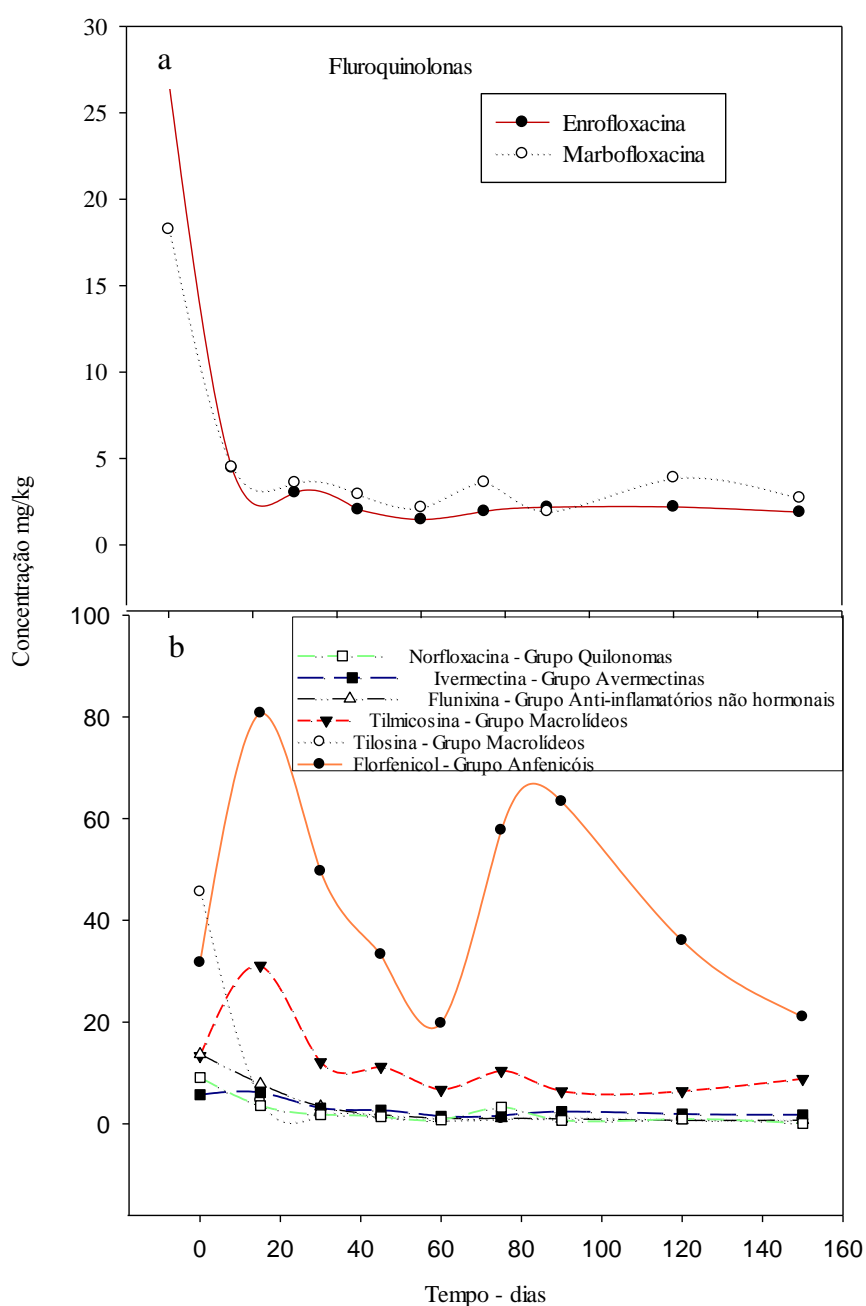 30
a
Fluroquinolonas
25
Enrofloxacina
Marbofloxacina
20
15
10
5
0
Concentração mg/kg
100
b
Norfloxacina - Grupo Quilonomas
Ivermectina - Grupo Avermectinas
Flunixina - Grupo Anti-inflamatórios não hormonais
Tilmicosina - Grupo Macrolídeos
Tilosina - Grupo Macrolídeos
Florfenicol - Grupo Anfenicóis
80
60
40
20
0
0 20 40 60 80 100 120 140 160
Tempo - dias